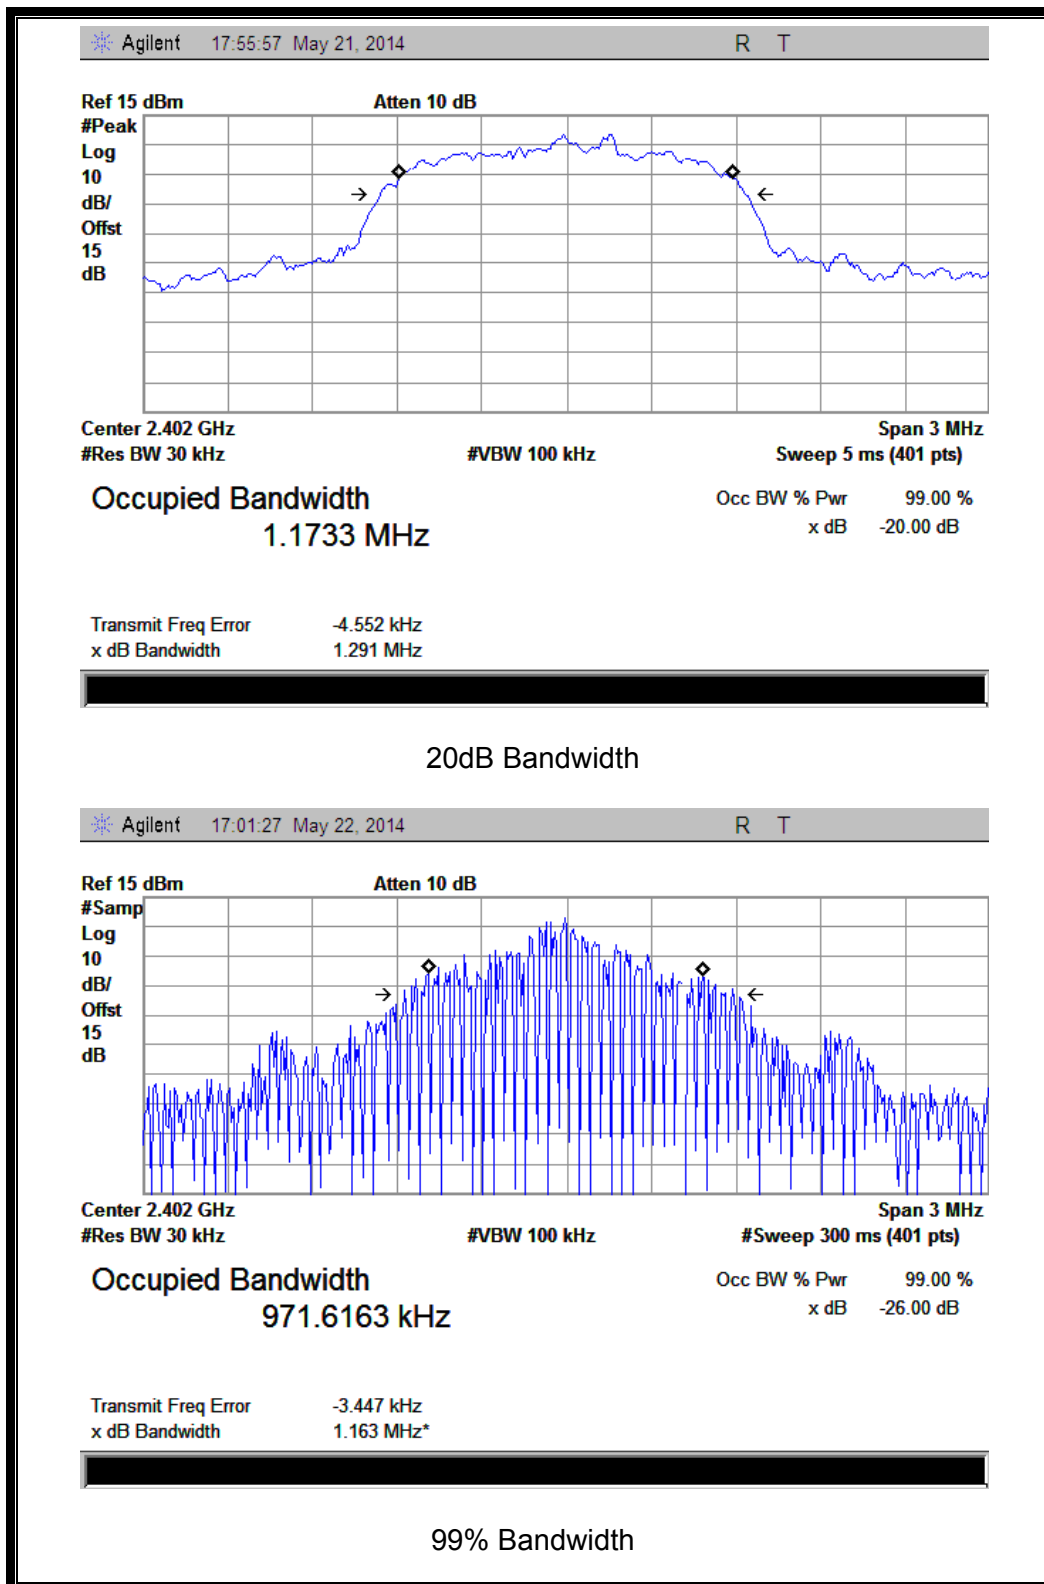 Agilent 17:55:57 May 21, 2014 R T
Ref 15 dBm Atten 10 dB
#Peak
Log
10
dB/
Offst
15
dB
Center 2.402 GHz Span 3 MHz
#Res BW 30 kHz #VBW 100 kHz Sweep 5 ms (401 pts)
Occupied Bandwidth Occ BW % Pwr 99.00 %
1.1733 MHz x dB -20.00 dB
Transmit Freq Error -4.552 kHz
x dB Bandwidth 1.291 MHz
20dB Bandwidth
Agilent 17:01:27 May 22, 2014 R T
Ref 15 dBm Atten 10 dB
#Samp
Log
10
dB/
Offst
15
dB
Center 2.402 GHz Span 3 MHz
#Res BW 30 kHz #VBW 100 kHz #Sweep 300 ms (401 pts)
Occupied Bandwidth Occ BW % Pwr 99.00 %
971.6163 kHz x dB -26.00 dB
Transmit Freq Error -3.447 kHz
x dB Bandwidth 1.163 MHz*
99% Bandwidth